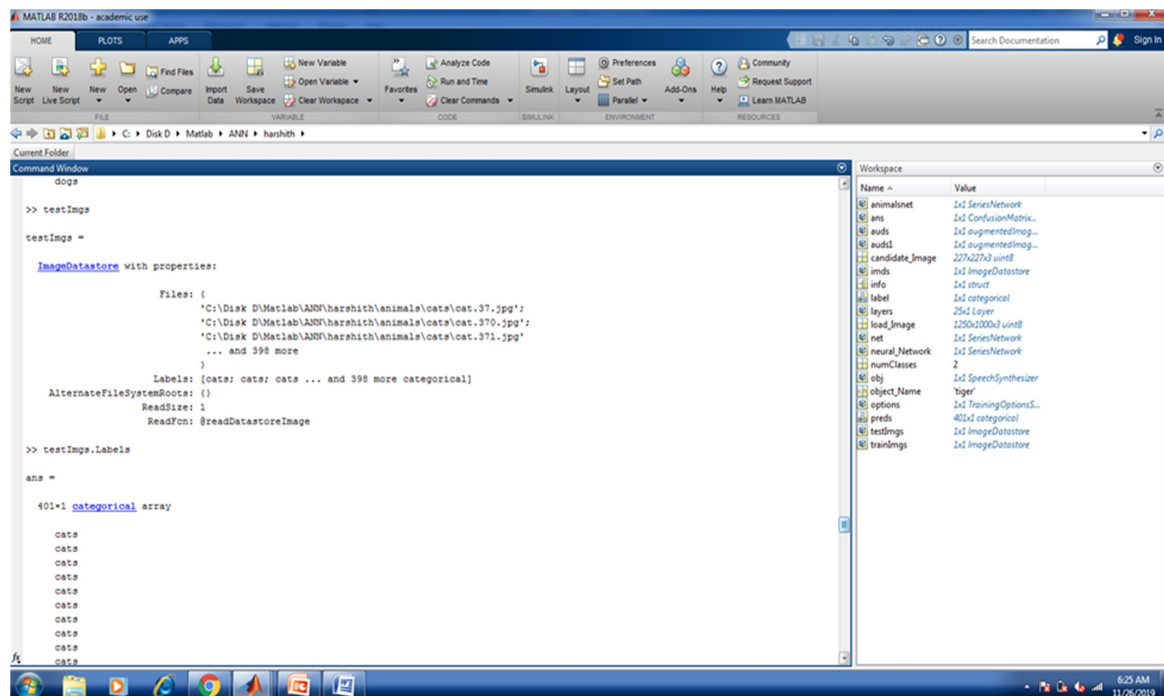 MATLAB R2018b - academic use
HOME PLOTS APPS
Search Documentation
Sign In
New Script
New Live Script
New
Open
Find Files
Compare
Import Data
Save Workspace
New Variable
Open Variable
Clear Workspace
Favorites
Analyze Code
Run and Time
Clear Commands
Simulink
Layout
Preferences
Set Path
Parallel
Add-Ons
Help
Community
Request Support
Learn MATLAB
FILE VARIABLE CODE SIMULINK ENVIRONMENT RESOURCES
C: Disk D Matlab ANN harshith
Current Folder
Command Window
dogs
>> testImgs
testImgs =
ImageDatastore with properties:
Files: {
'C:\Disk D\Matlab\ANN\harshith\animals\cats\cat.37.jpg';
'C:\Disk D\Matlab\ANN\harshith\animals\cats\cat.370.jpg';
'C:\Disk D\Matlab\ANN\harshith\animals\cats\cat.371.jpg'
... and 398 more
}
Labels: [cats; cats; cats ... and 398 more categorical]
AlternateFileSystemRoots: {}
ReadSize: 1
ReadFcn: @readDatastoreImage
>> testImgs.Labels
ans =
401×1 categorical array
cats
cats
cats
cats
cats
cats
cats
cats
cats
cats
fx
Workspace
Name Value
animalsnet 1x1 SeriesNetwork
ans 1x1 ConfusionMatrix...
auds 1x1 augmentedImag...
auds1 1x1 augmentedImag...
candidate_Image 227x227x3 uint8
imds 1x1 ImageDatastore
info 1x1 struct
label 1x1 categorical
layers 25x1 Layer
load_Image 1250x1000x3 uint8
net 1x1 SeriesNetwork
neural_Network 1x1 SeriesNetwork
numClasses 2
obj 1x1 SpeechSynthesizer
object_Name 'tiger'
options 1x1 TrainingOptionsS...
preds 401x1 categorical
testImgs 1x1 ImageDatastore
trainImgs 1x1 ImageDatastore
6:25 AM
11/26/2019